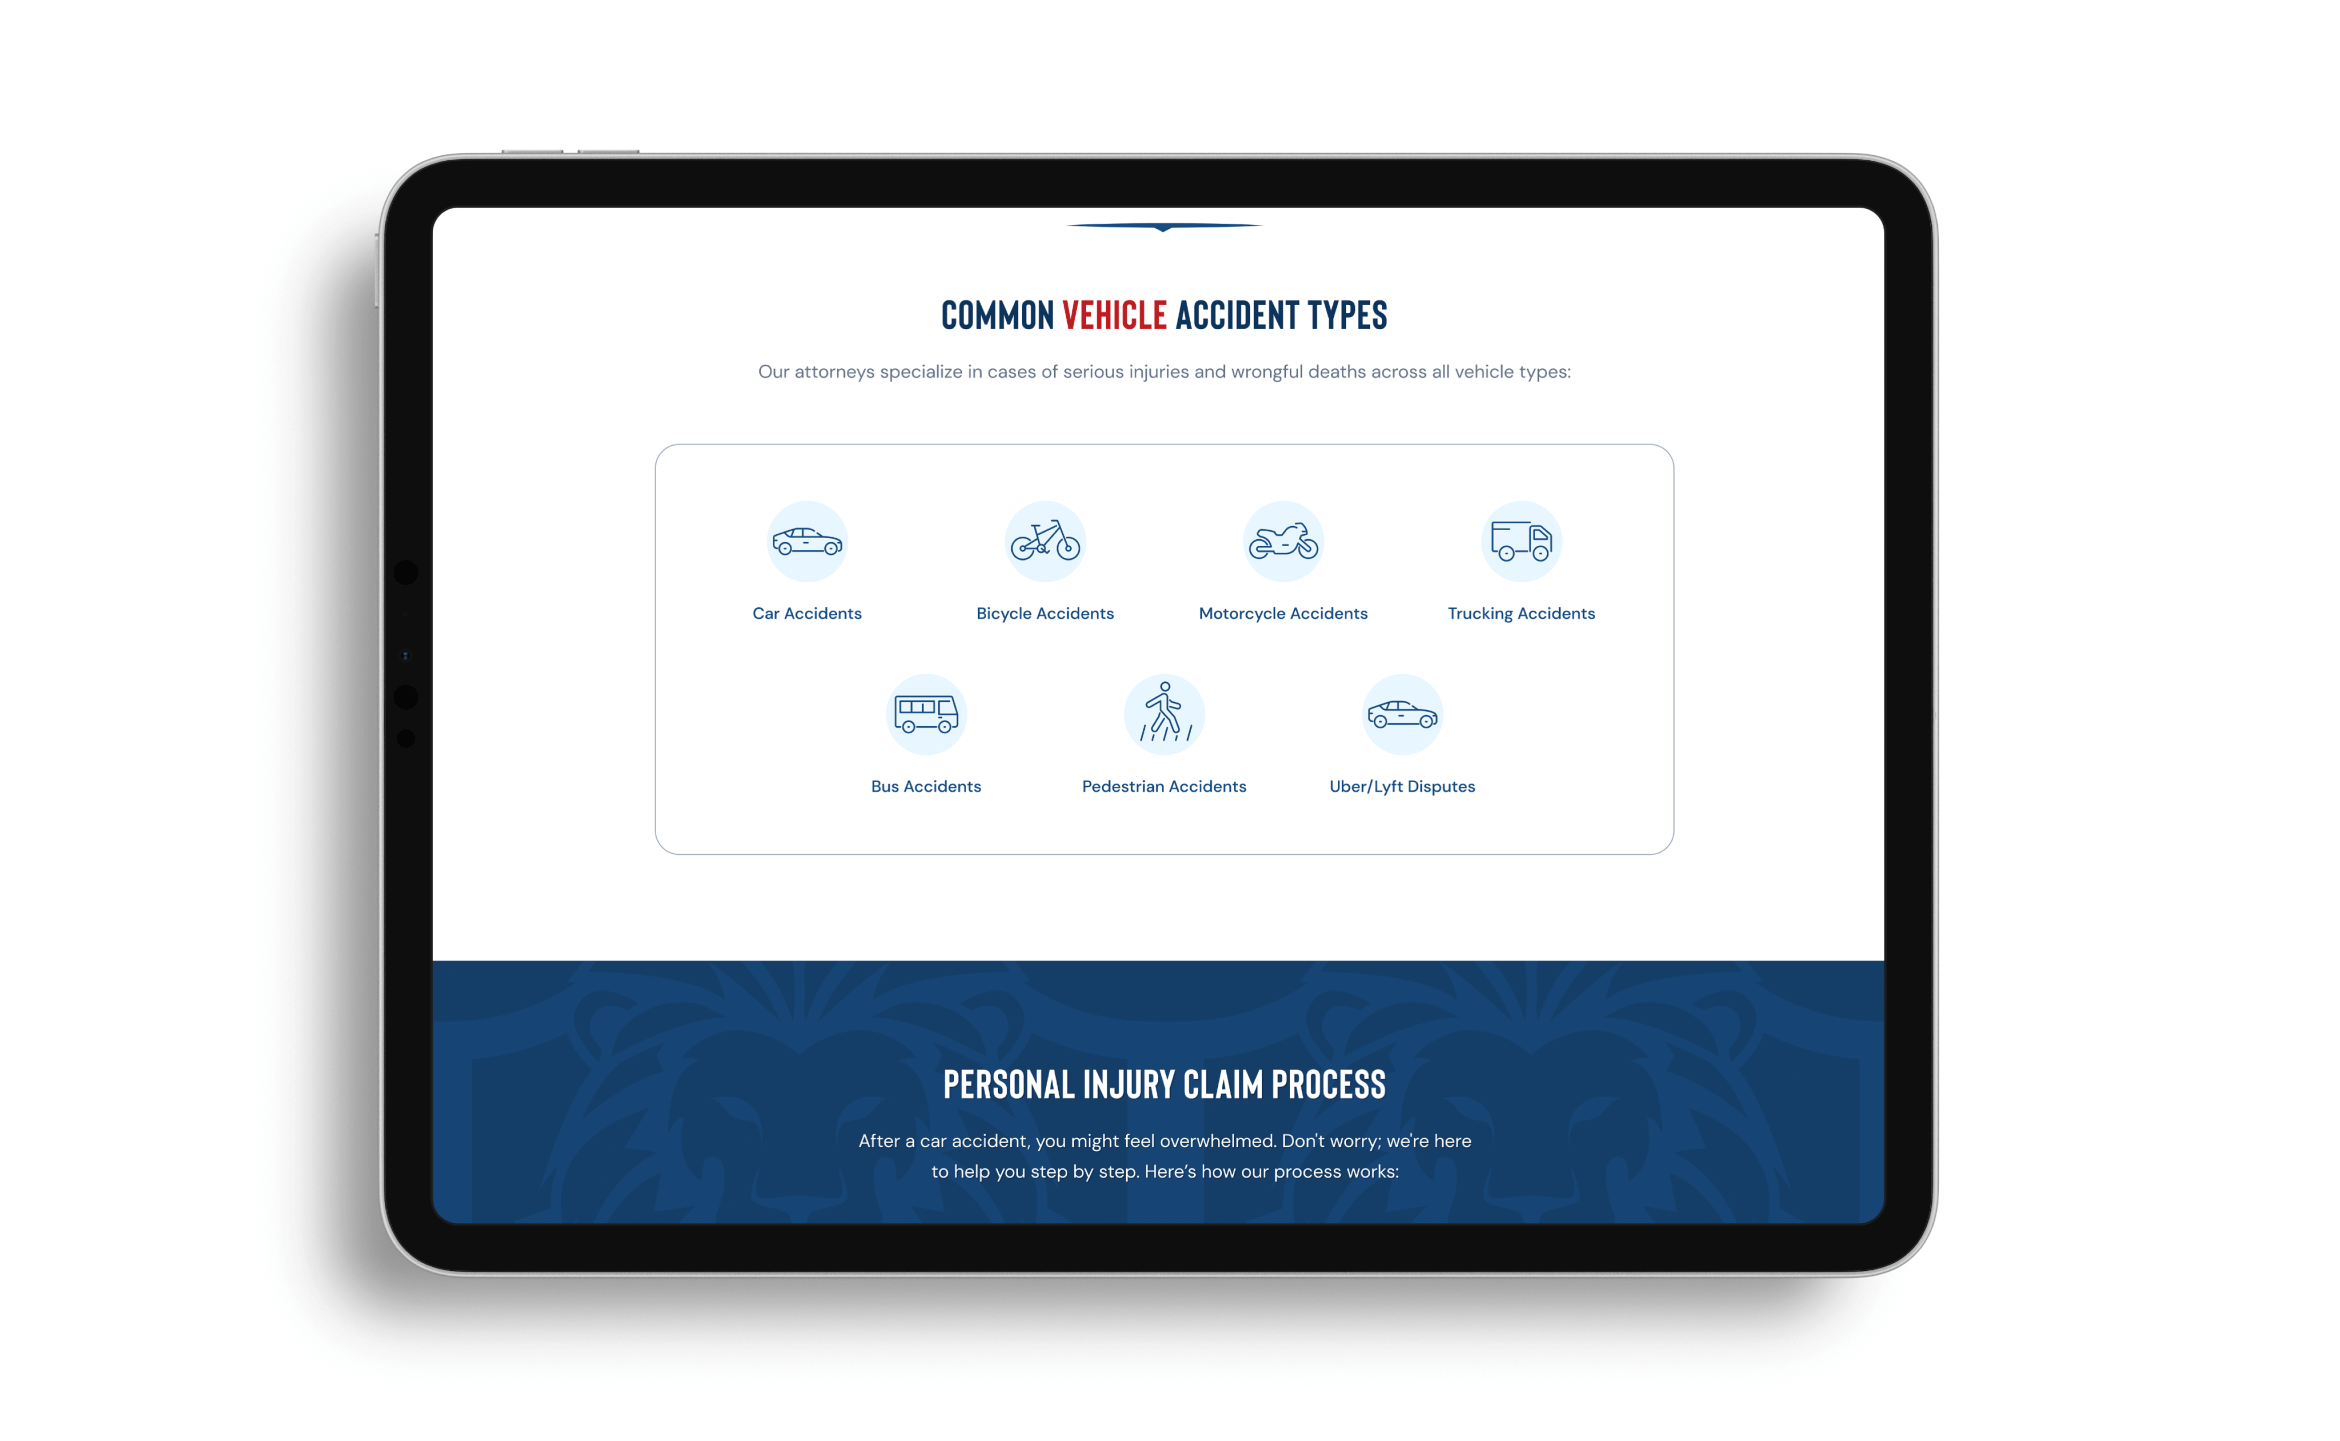 COMMON VEHICLE ACCIDENT TYPES
Our attorneys specialize in cases of serious injuries and wrongful deaths across all vehicle types:
Car Accidents
Bicycle Accidents
Motorcycle Accidents
Trucking Accidents
Bus Accidents
Pedestrian Accidents
Uber/Lyft Disputes
PERSONAL INJURY CLAIM PROCESS
After a car accident, you might feel overwhelmed. Don't worry; we're here
to help you step by step. Here’s how our process works: